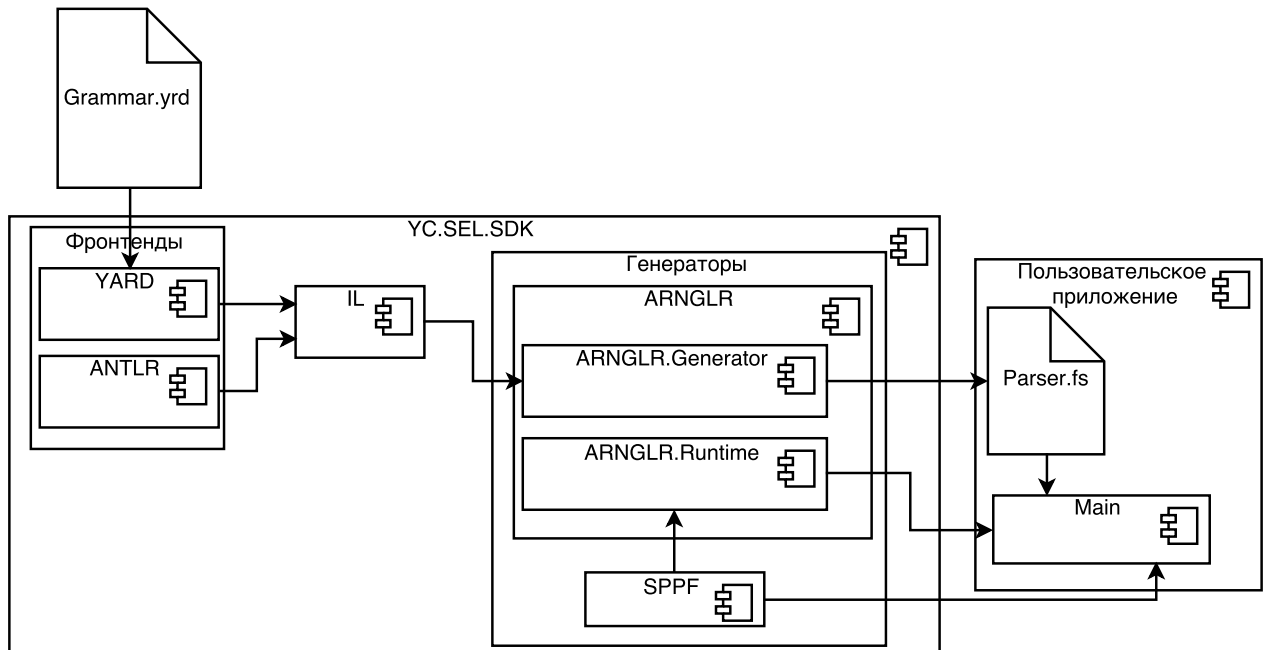 Grammar.yrd
YC.SEL.SDK
Фронтенды
YARD
ANTLR
IL
Генераторы
ARNGLR
ARNGLR.Generator
ARNGLR.Runtime
SPPF
Пользовательское
приложение
Parser.fs
Main